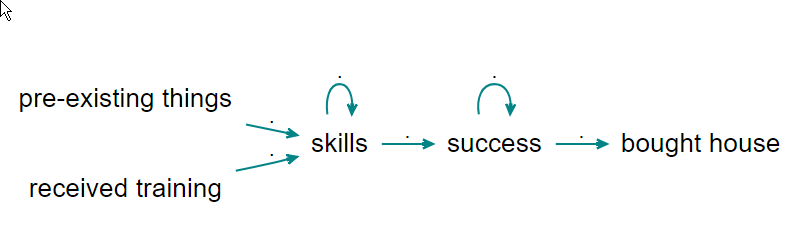 pre-existing things
skills
success
bought house
received training